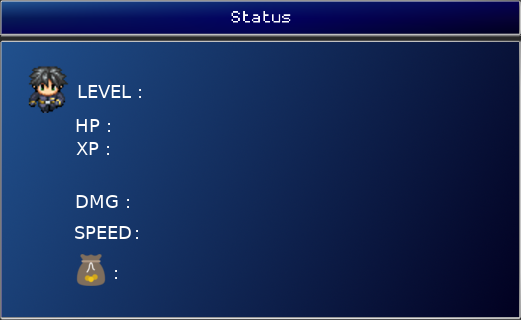 Status
LEVEL :
HP :
XP :
DMG :
SPEED:
: